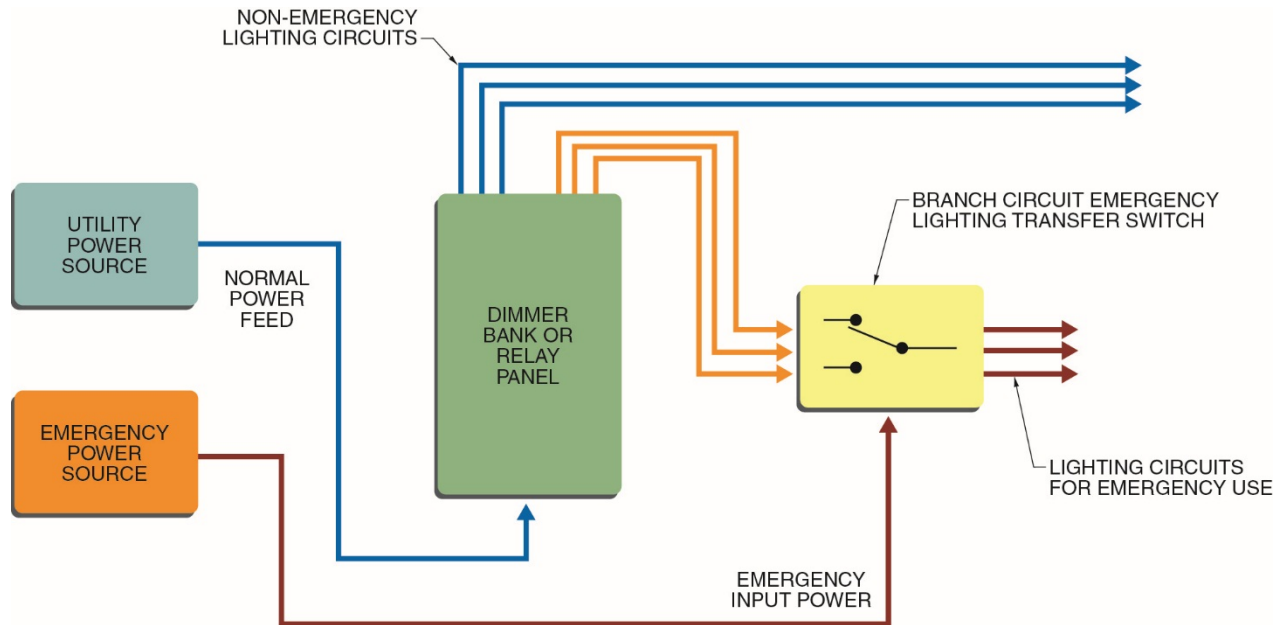 NON-EMERGENCY
LIGHTING CIRCUITS
UTILITY
POWER
SOURCE
NORMAL
POWER
FEED
DIMMER
BANK OR
RELAY
PANEL
BRANCH CIRCUIT EMERGENCY
LIGHTING TRANSFER SWITCH
EMERGENCY
POWER
SOURCE
LIGHTING CIRCUITS
FOR EMERGENCY USE
EMERGENCY
INPUT POWER